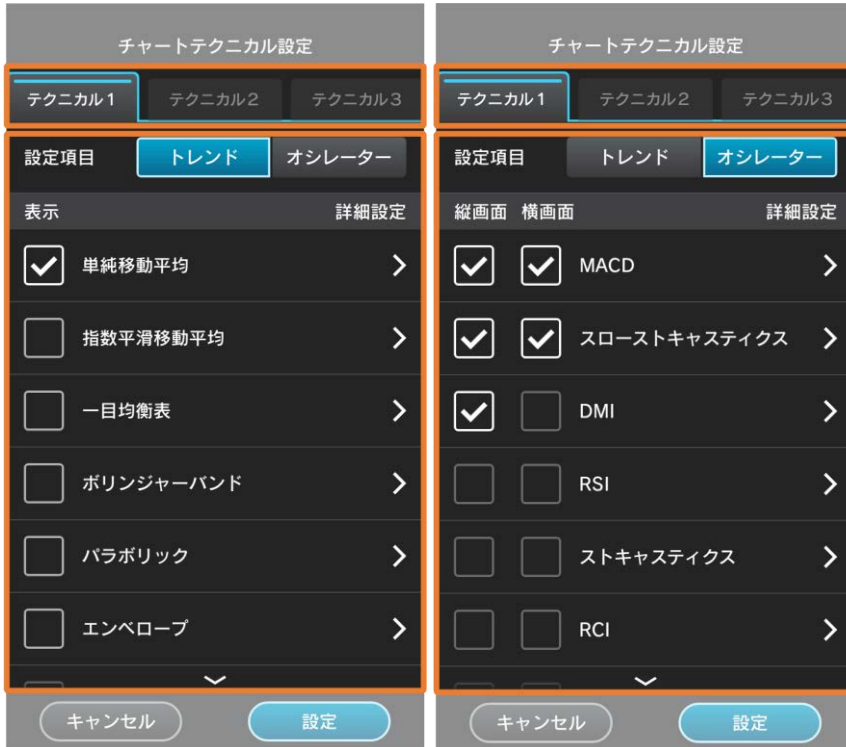 チャートテクニカル設定
テクニカル1 テクニカル2 テクニカル3
設定項目 トレンド オシレーター
表示 詳細設定
単純移動平均
指数平滑移動平均
一目均衡表
ボリンジャーバンド
パラボリック
エンベロープ
キャンセル 設定
チャートテクニカル設定
テクニカル1 テクニカル2 テクニカル3
設定項目 トレンド オシレーター
縦画面 横画面 詳細設定
MACD
スローストキャスティクス
DMI
RSI
ストキャスティクス
RCI
キャンセル 設定